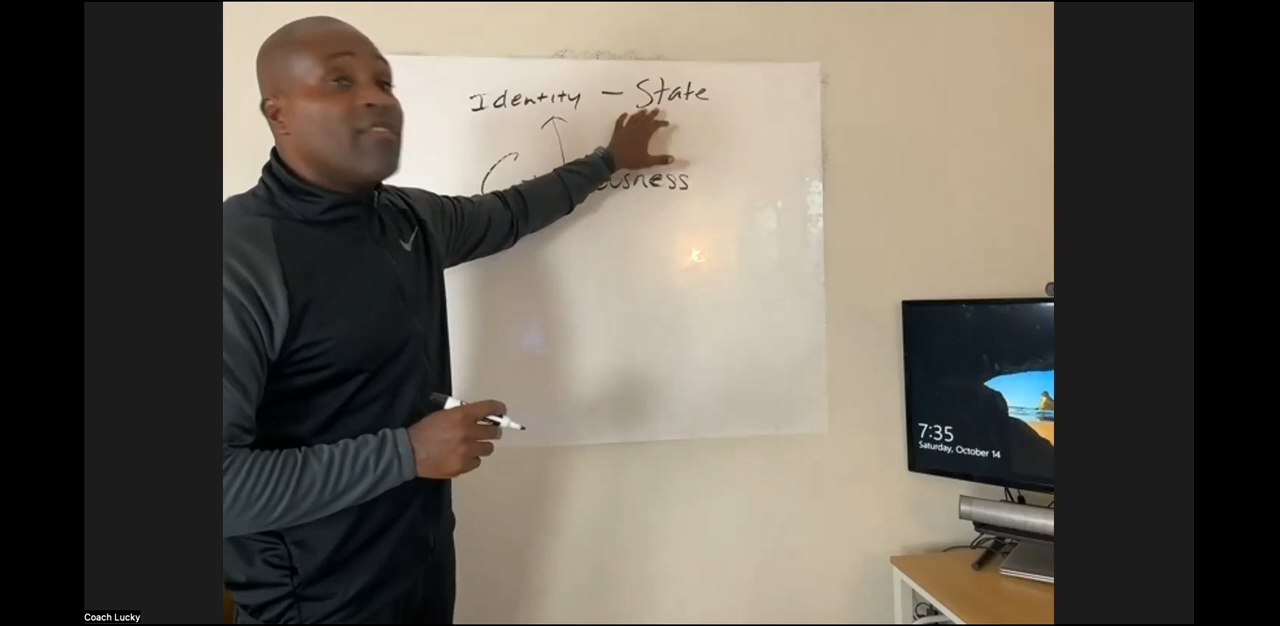 Identity – State
7:35
Saturday, October 14
Coach Lucky